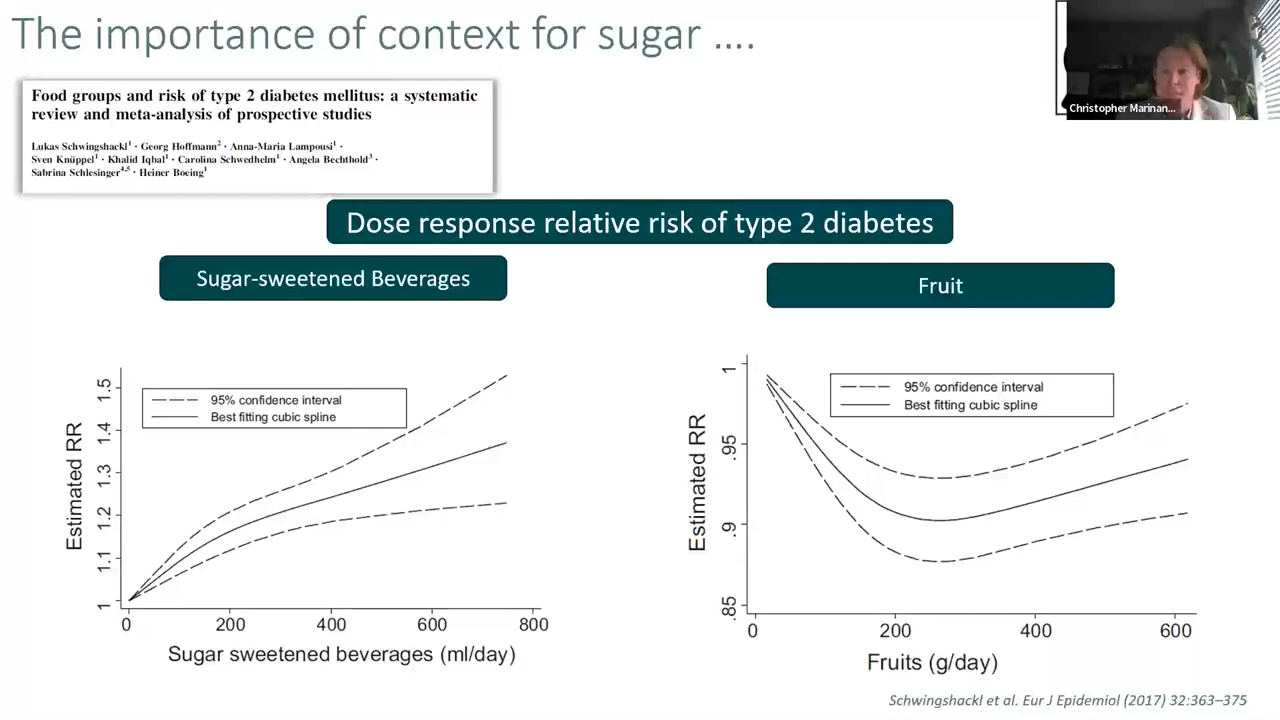 The importance of context for sugar ....
Christopher Marinan...
Food groups and risk of type 2 diabetes mellitus: a systematic
review and meta-analysis of prospective studies
Lukas Schwingshackl1 · Georg Hoffmann2 · Anna-Maria Lampousi1 ·
Sven Knüppel1 · Khalid Iqbal1 · Carolina Schwedhelm1 · Angela Bechthold3 ·
Sabrina Schlesinger4,5 · Heiner Boeing1
Dose response relative risk of type 2 diabetes
Sugar-sweetened Beverages
95% confidence interval
Best fitting cubic spline
Estimated RR
1.5
1.4
1.3
1.2
1.11
1
0 200 400 600 800
Sugar sweetened beverages (ml/day)
Fruit
95% confidence interval
Best fitting cubic spline
Estimated RR
1
.95
.9
.85
0 200 400 600
Fruits (g/day)
Schwingshackl et al. Eur J Epidemiol (2017) 32:363–375